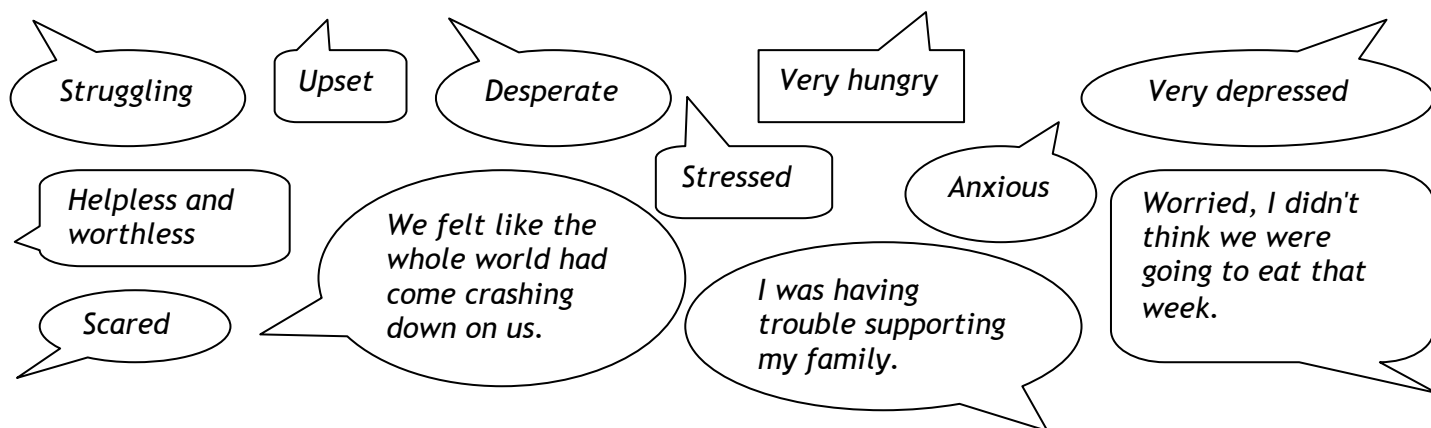 Struggling
Upset
Desperate
Very hungry
Very depressed
Stressed
Anxious
Helpless and
worthless
We felt like the
whole world had
come crashing
down on us.
Worried, I didn't
think we were
going to eat that
week.
Scared
I was having
trouble supporting
my family.